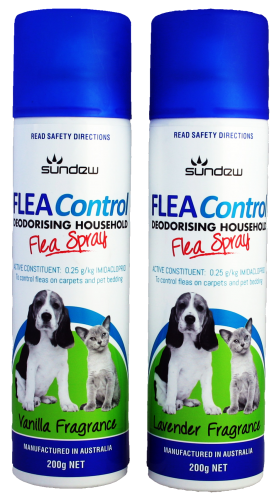 READ SAFETY DIRECTIONS
sundew
FLEA Control
DEODORISING HOUSEHOLD
Flea Spray
ACTIVE CONSTITUENT: 0.25 g/kg IMIDACLOPRID
To control fleas on carpets and pet bedding
Vanilla Fragrance
MANUFACTURED IN AUSTRALIA
200g NET
READ SAFETY DIRECTIONS
sundew
FLEA Control
DEODORISING HOUSEHOLD
Flea Spray
ACTIVE CONSTITUENT: 0.25 g/kg IMIDACLOPRID
To control fleas on carpets and pet bedding
Lavender Fragrance
MANUFACTURED IN AUSTRALIA
200g NET